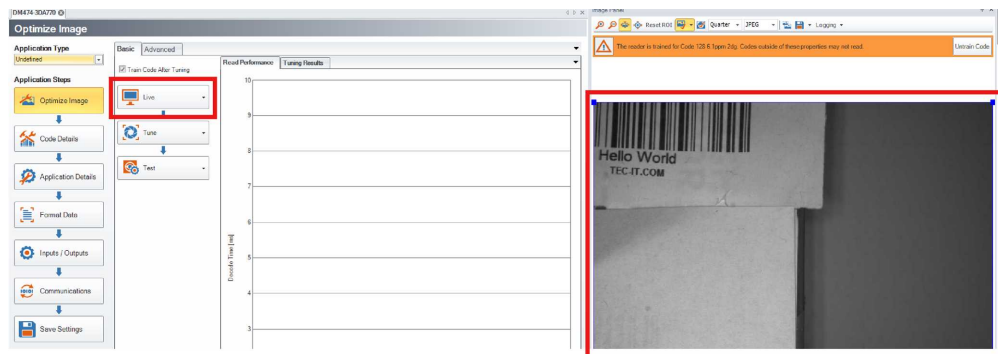 DM474-3DA778
Optimize Image
Application Type
Undefined
Application Steps
Optimize Image
Code Details
Application Details
Format Data
Inputs / Outputs
Communications
Save Settings
Basic
Advanced
Train Code After Tuning
Live
Tune
Test
Read Performance
Tuning Results
10
9
8
7
6
5
4
3
Decode Time [ms]
Image Panel
Reset ROI
Quarter
JPEG
Logging
The reader is trained for Code 128 6.1ppm 2dg. Codes outside of these properties may not read.
Untrain Code
Hello World
TEC-IT.COM